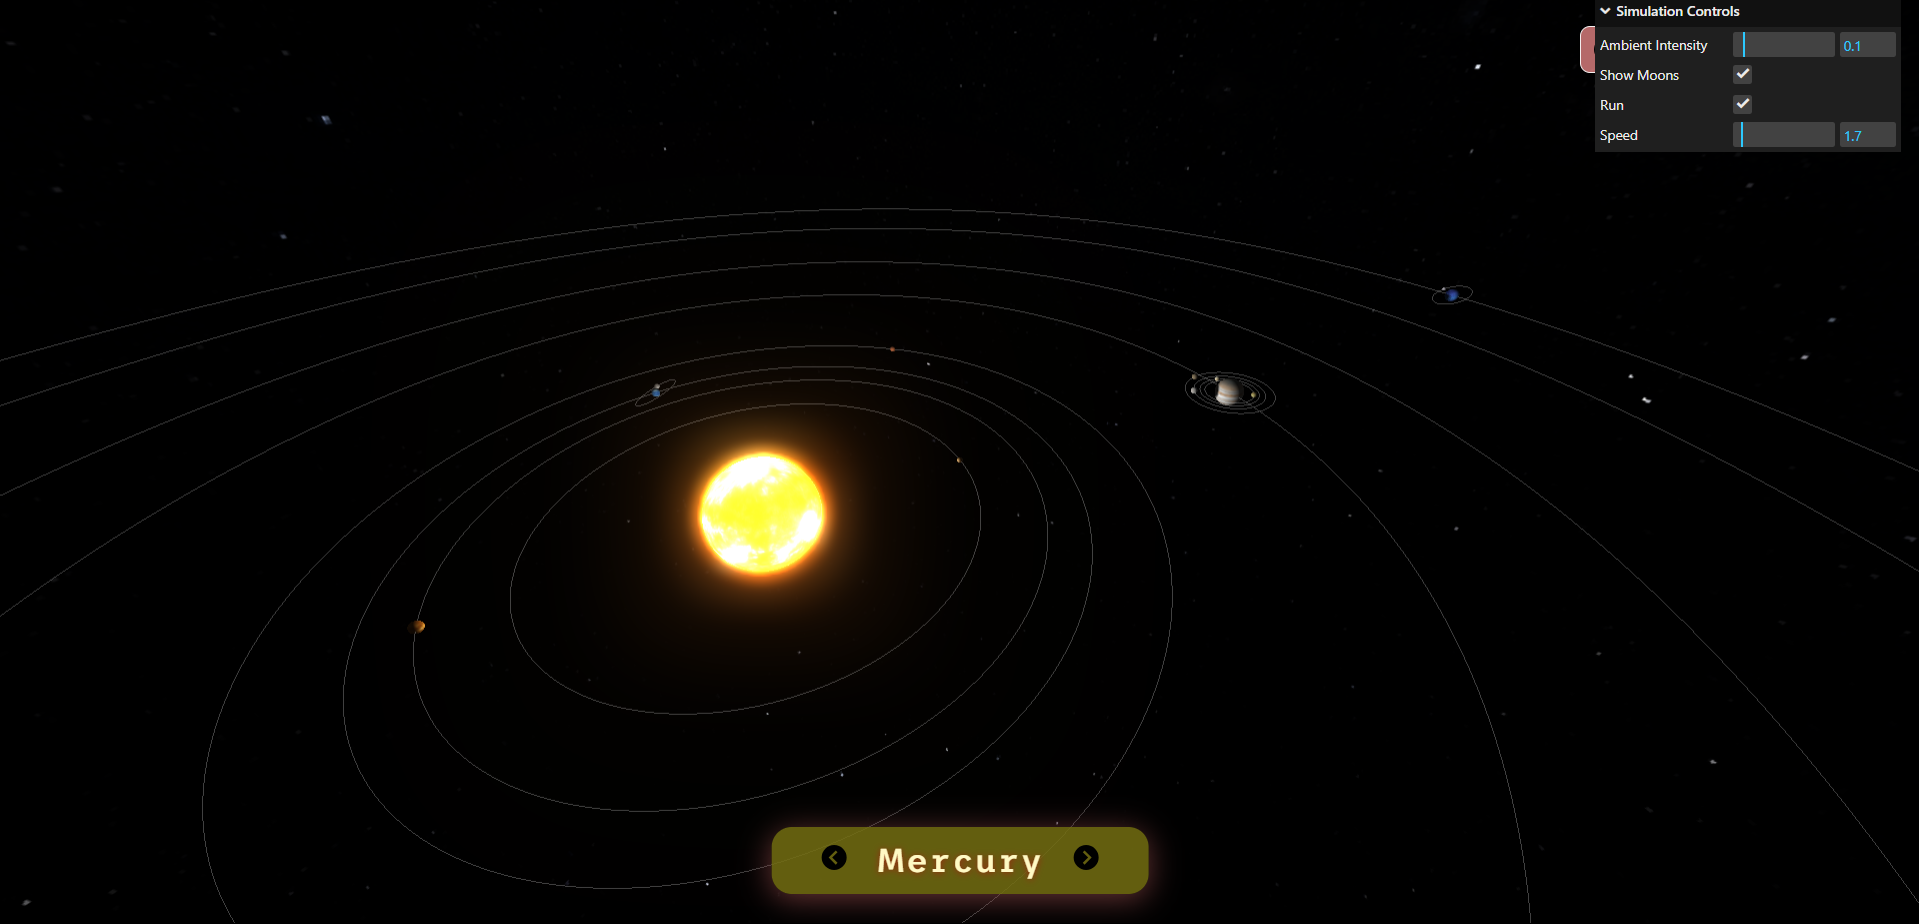 Simulation Controls
Ambient Intensity 0.1
Show Moons
Run
Speed 1.7
Mercury